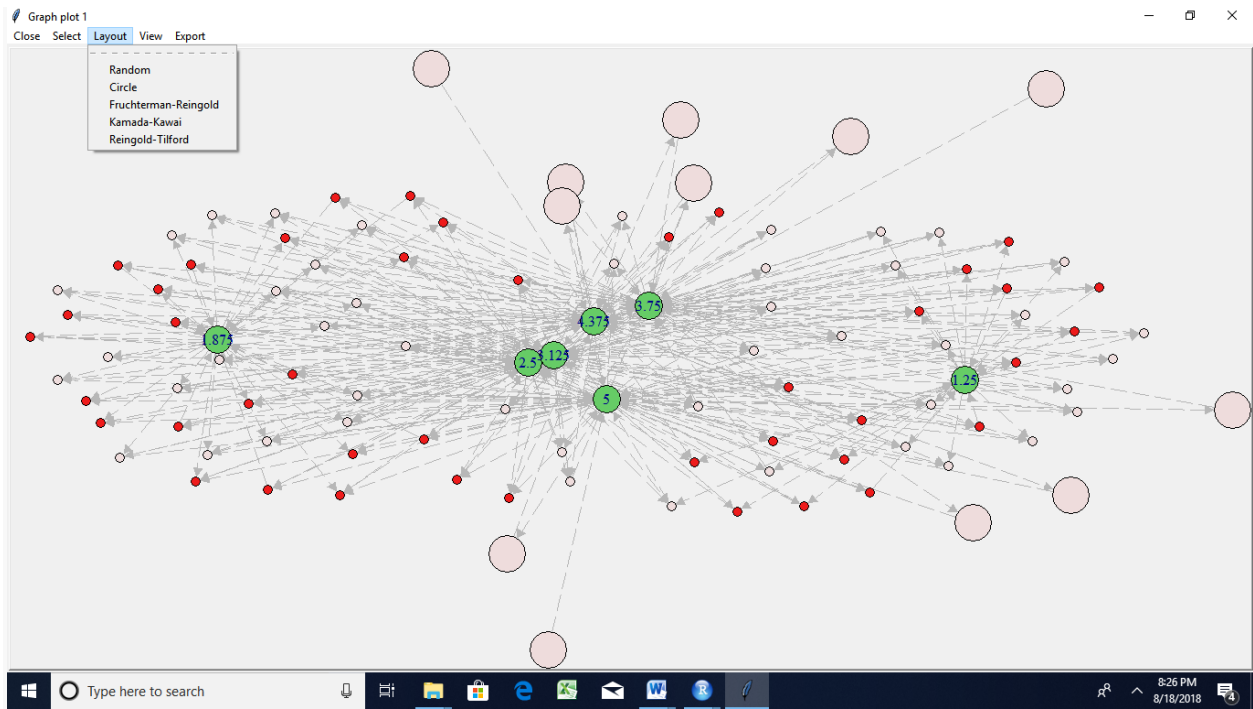 Graph plot 1
Close Select Layout View Export
Random
Circle
Fruchterman-Reingold
Kamada-Kawai
Reingold-Tilford
3.75
4.375
1.875
3.125
2.5
1.25
5
Type here to search
8:26 PM
8/18/2018
4